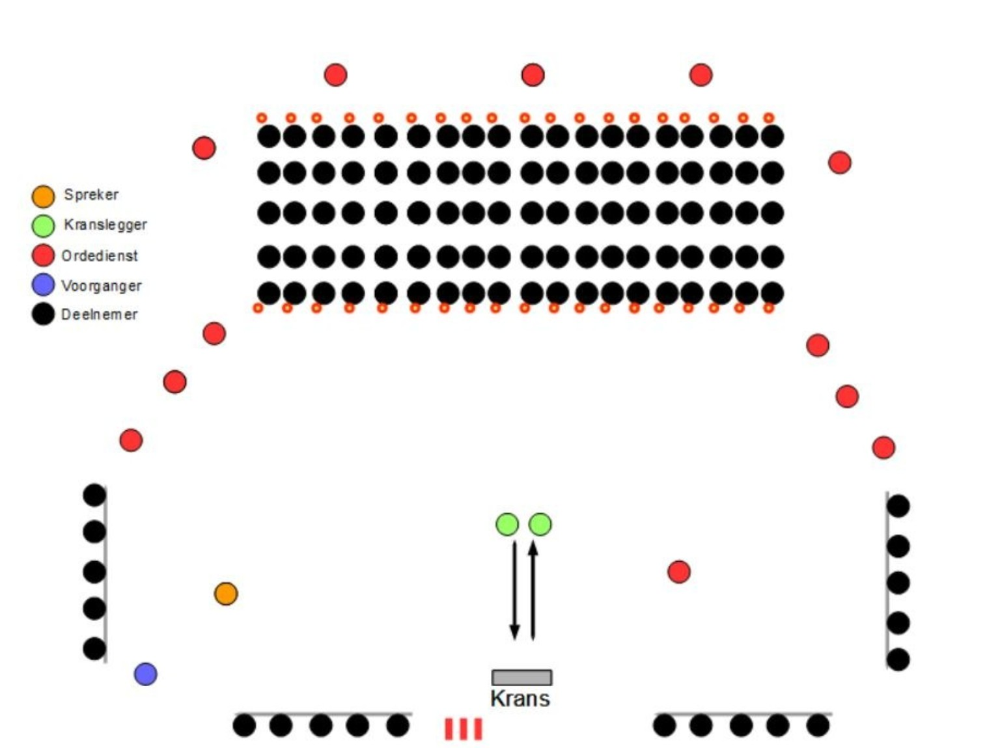 Spreker
Kranslegger
Ordedienst
Voorganger
Deelnemer
Krans